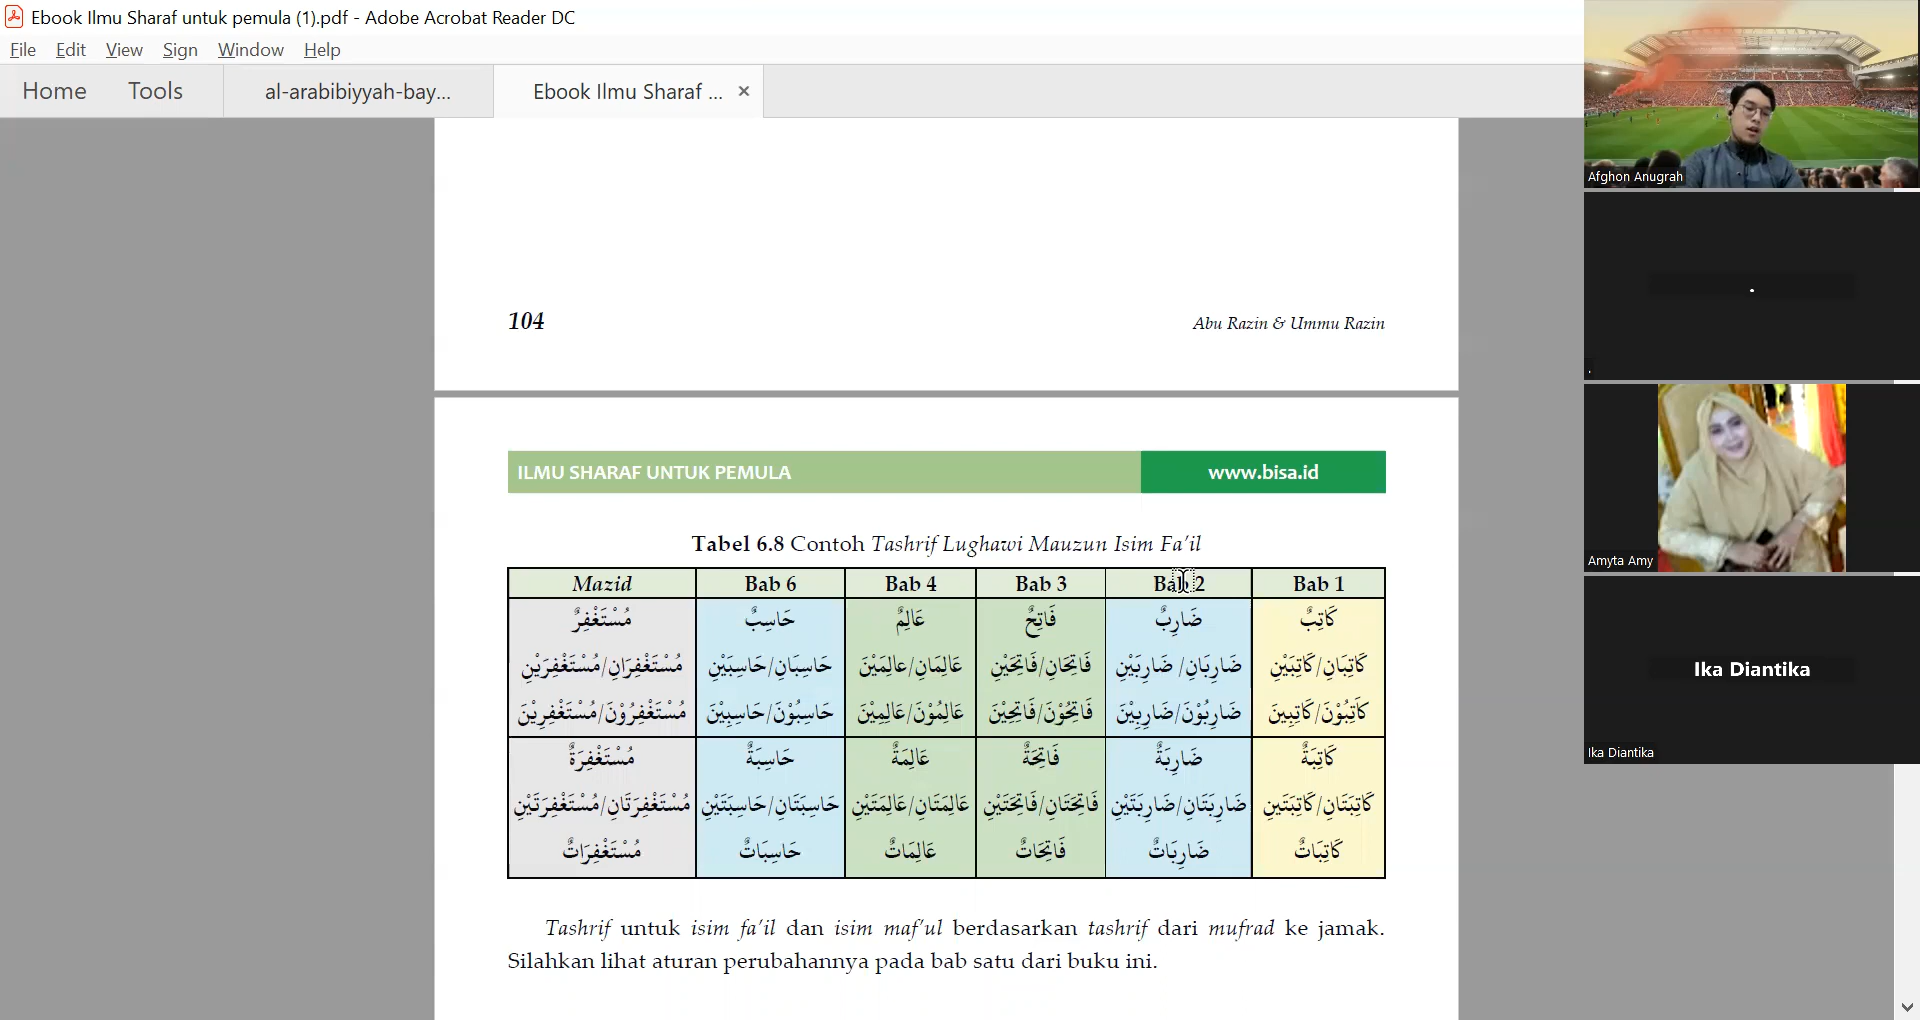 Ebook Ilmu Sharaf untuk pemula (1).pdf - Adobe Acrobat Reader DC
File Edit View Sign Window Help
Home Tools al-arabibiyyah-bay... Ebook Ilmu Sharaf ... ×
104 Abu Razin & Ummu Razin
ILMU SHARAF UNTUK PEMULA www.bisa.id
Tabel 6.8 Contoh Tashrif Lughawi Mauzun Isim Fa'il
Mazid Bab 6 Bab 4 Bab 3 Bab 2 Bab 1
كَاتِبٌ ضَارِبٌ فَاتِحٌ عَالِمٌ حَاسِبٌ مُسْتَغْفِرٌ
كَاتِبَانِ/كَاتِبَيْنِ ضَارِبَانِ/ ضَارِبَيْنِ فَاتِحَانِ/فَاتِحَيْنِ عَالِمَانِ/عالِمَيْنَ حَاسِبَانِ/حَاسِبَيْنِ مُسْتَغْفِرَانِ/مُسْتَغْفِرَيْنِ
كَاتِبُوْنَ/كَاتِبِينَ ضَارِبُوْنَ/ضَارِبِيْنَ فَاتِحُوْنَ/فَاتِحِيْنَ عَالِمُوْنَ/عَالِمِيْنَ حَاسِبُوْنَ/حَاسِبِيْنَ مُسْتَغْفِرُوْنَ/مُسْتَغْفِرِيْنَ
كَاتِبَةٌ ضَارِبَةٌ فَاتِحَةٌ عَالِمَةٌ حَاسِبَةٌ مُسْتَغْفِرَةٌ
كَاتِبَتَانِ/كَاتِبَتَينِ ضَارِبَتَانِ/ضَارِبَتَيْنِ فَاتِحَتَانِ/فَاتِحَتَيْنِ عَالِمَتَانِ/عَالِمَتَيْنِ حَاسِبَتَانِ/حَاسِبَتَيْنِ مُسْتَغْفِرَتَانِ/مُسْتَغْفِرَتَيْنِ
كَاتِبَاتٌ ضَارِبَاتٌ فَاتِحَاتٌ عَالِمَاتٌ حَاسِبَاتٌ مُسْتَغْفِرَاتٌ
Tashrif untuk isim fa'il dan isim maf'ul berdasarkan tashrif dari mufrad ke jamak.
Silahkan lihat aturan perubahannya pada bab satu dari buku ini.
Afghon Anugrah
.
.
Amyta Amy
Ika Diantika
Ika Diantika